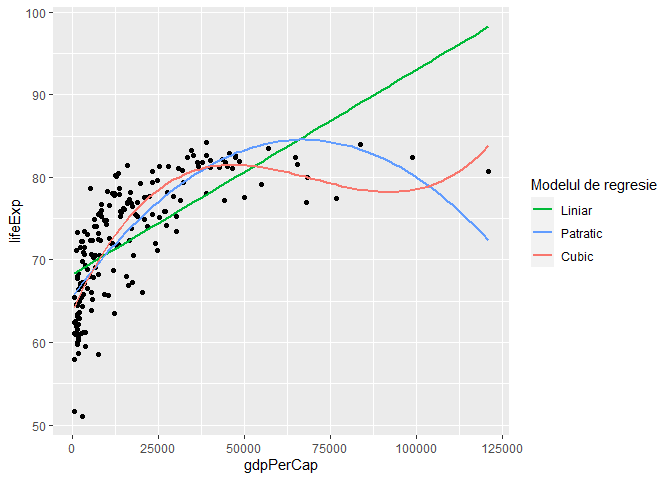 100
90
80
70
60
50
lifeExp
0 25000 50000 75000 100000 125000
gdpPerCap
Modelul de regresie
Liniar
Patratic
Cubic